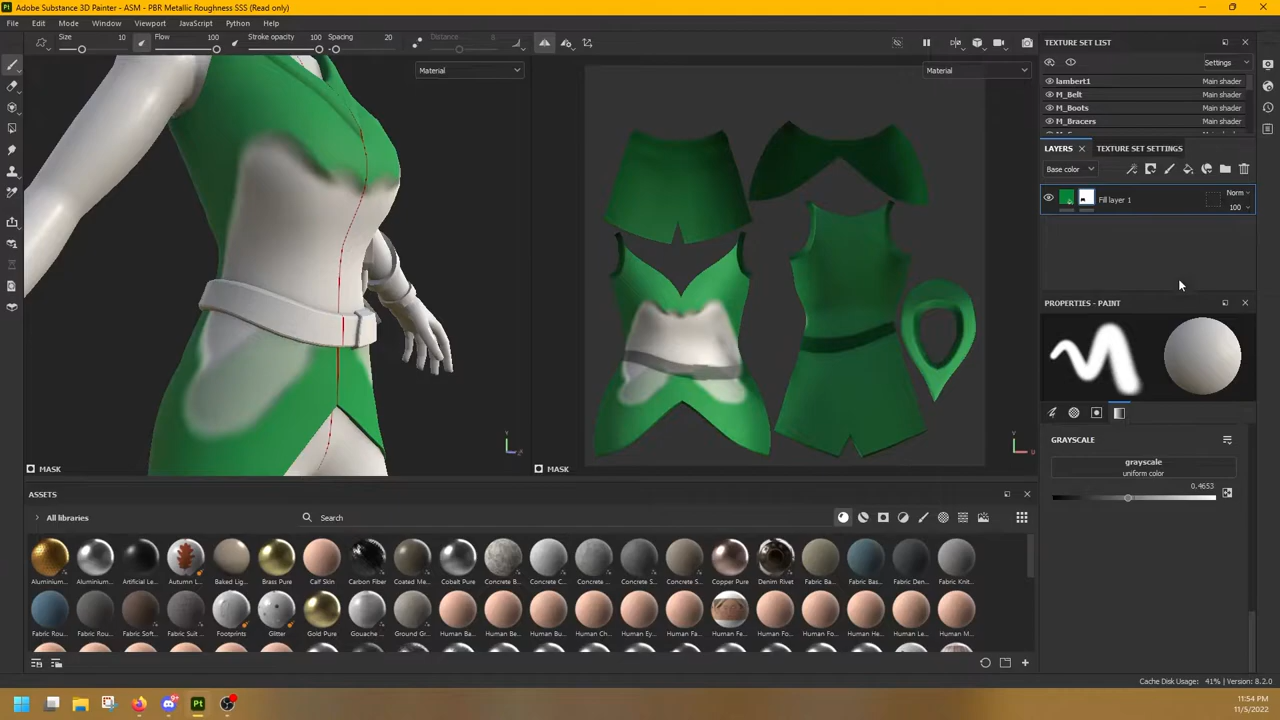 Adobe Substance 3D Painter - ASM - PBR Metallic Roughness SSS (Read only)
File Edit Mode Window Viewport JavaScript Python Help
Size 10 Flow 100 Stroke opacity 100 Spacing 20 Distance 8
Material
Material
MASK
MASK
TEXTURE SET LIST
Settings
lambert1 Main shader
M_Belt Main shader
M_Boots Main shader
M_Bracers Main shader
LAYERS TEXTURE SET SETTINGS
Base color
Fill layer 1 Norm
100
PROPERTIES - PAINT
GRAYSCALE
grayscale
uniform color
0.4653
ASSETS
All libraries Search
Aluminium... Aluminium... Artificial Le... Autumn L... Baked Lig... Brass Pure Calf Skin Carbon Fiber Coated Me... Cobalt Pure Concrete B... Concrete C... Concrete ... Concrete S... Concrete S... Copper Pure Denim Rivet Fabric Ba... Fabric Bas... Fabric Den... Fabric Knit...
Fabric Rou... Fabric Rou... Fabric Soft... Fabric Suit ... Footprints Glitter Gold Pure Gouache ... Ground Gr... Human Ba... Human Be... Human Bu... Human Ch... Human Ey... Human Fa... Human Fe... Human Fo... Human Fo... Human He... Human Le... Human M...
Cache Disk Usage: 41% | Version: 8.2.0
11:54 PM
11/5/2022